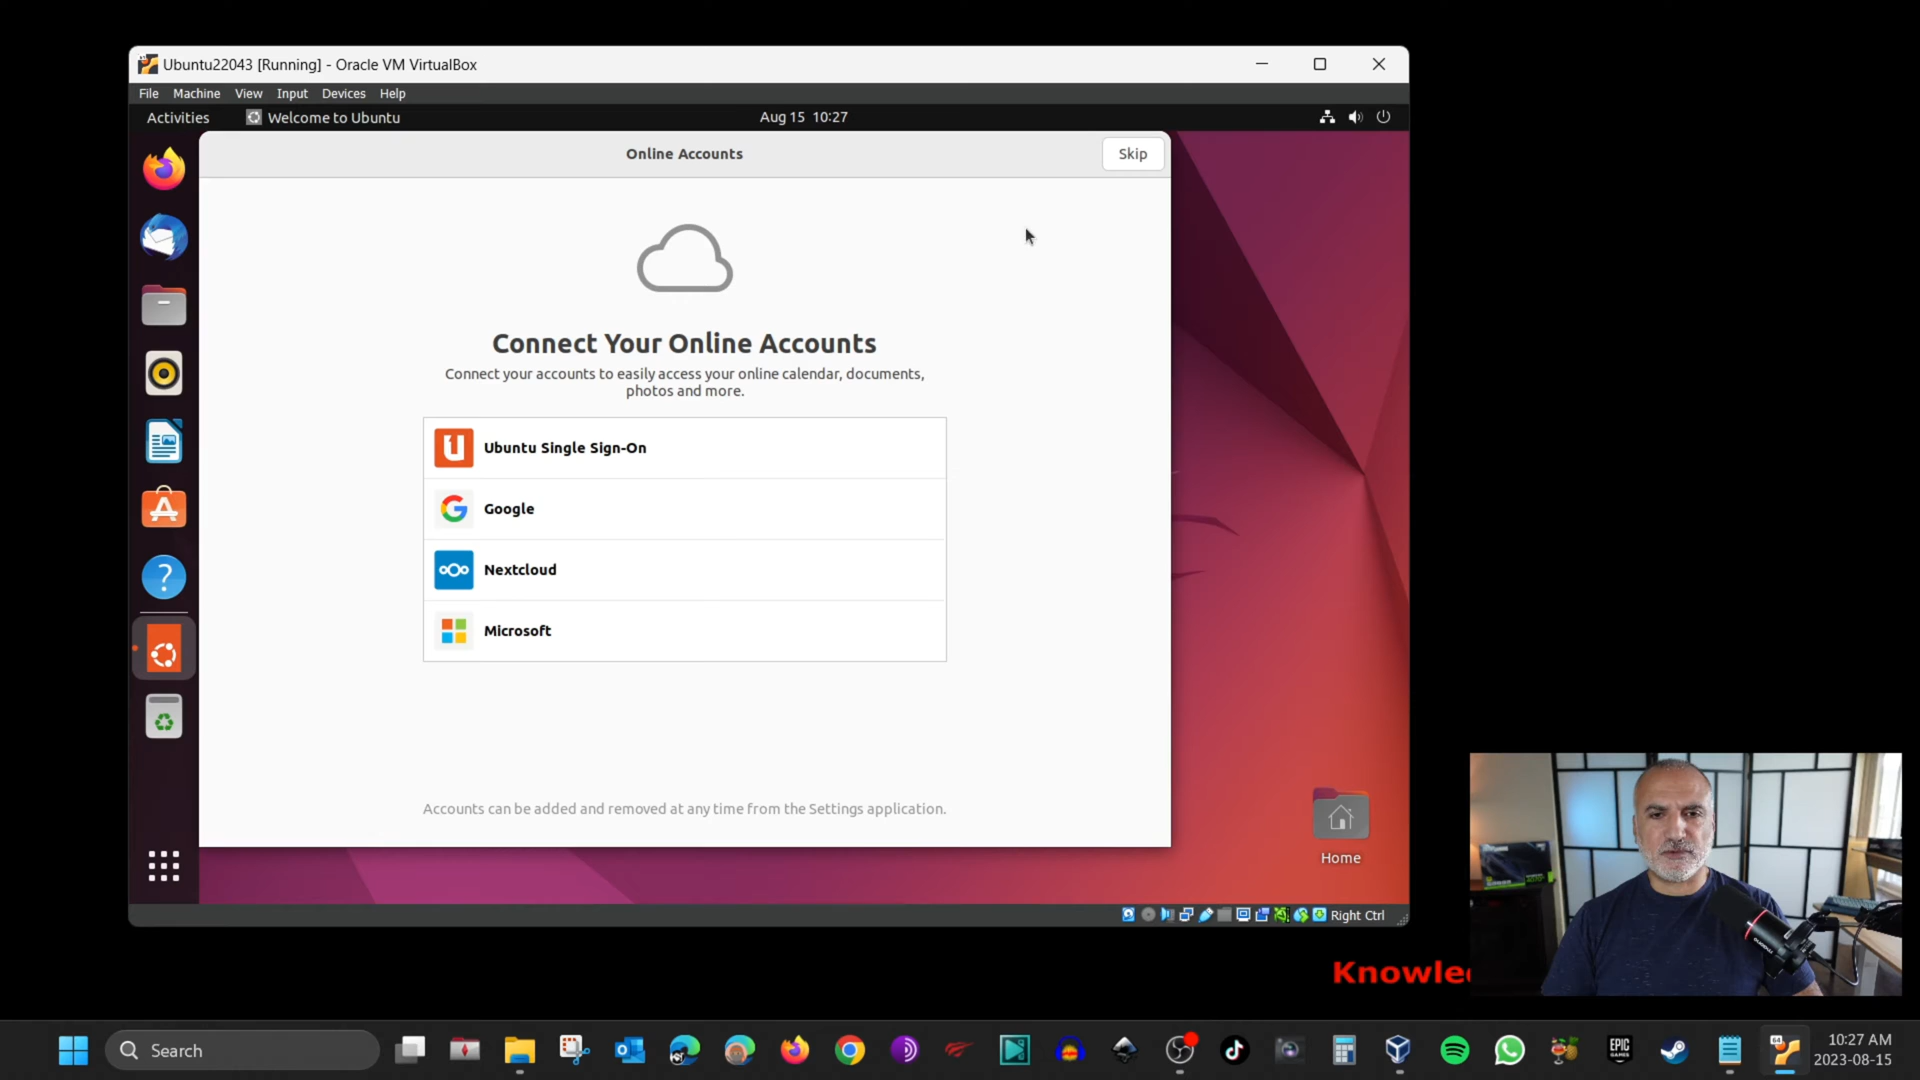 Ubuntu22043 [Running] - Oracle VM VirtualBox
File Machine View Input Devices Help
Activities Welcome to Ubuntu Aug 15 10:27
Online Accounts
Skip
Connect Your Online Accounts
Connect your accounts to easily access your online calendar, documents,
photos and more.
Ubuntu Single Sign-On
Google
Nextcloud
Microsoft
Accounts can be added and removed at any time from the Settings application.
Home
Right Ctrl
Search
EPIC
GAMES
64
10:27 AM
2023-08-15